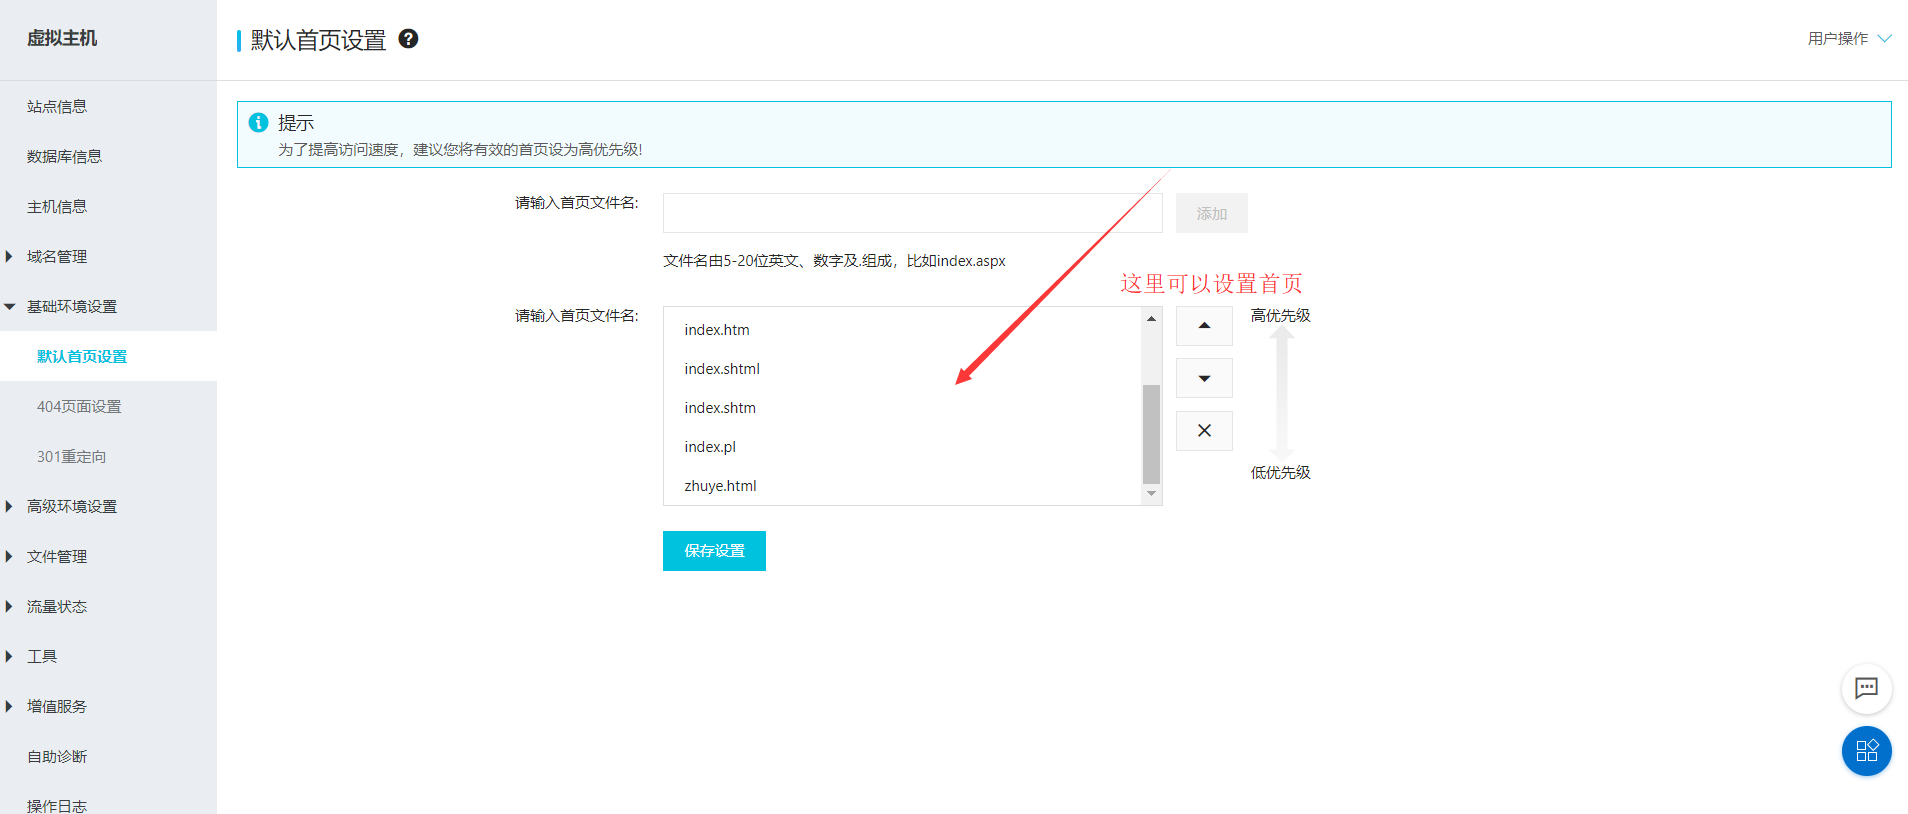 虚拟主机
默认首页设置
用户操作
站点信息
数据库信息
主机信息
域名管理
基础环境设置
默认首页设置
404页面设置
301重定向
高级环境设置
文件管理
流量状态
工具
增值服务
自助诊断
操作日志
提示
为了提高访问速度，建议您将有效的首页设为高优先级!
请输入首页文件名:
添加
文件名由5-20位英文、数字及.组成，比如index.aspx
这里可以设置首页
请输入首页文件名:
index.htm
index.shtml
index.shtm
index.pl
zhuye.html
高优先级
低优先级
保存设置